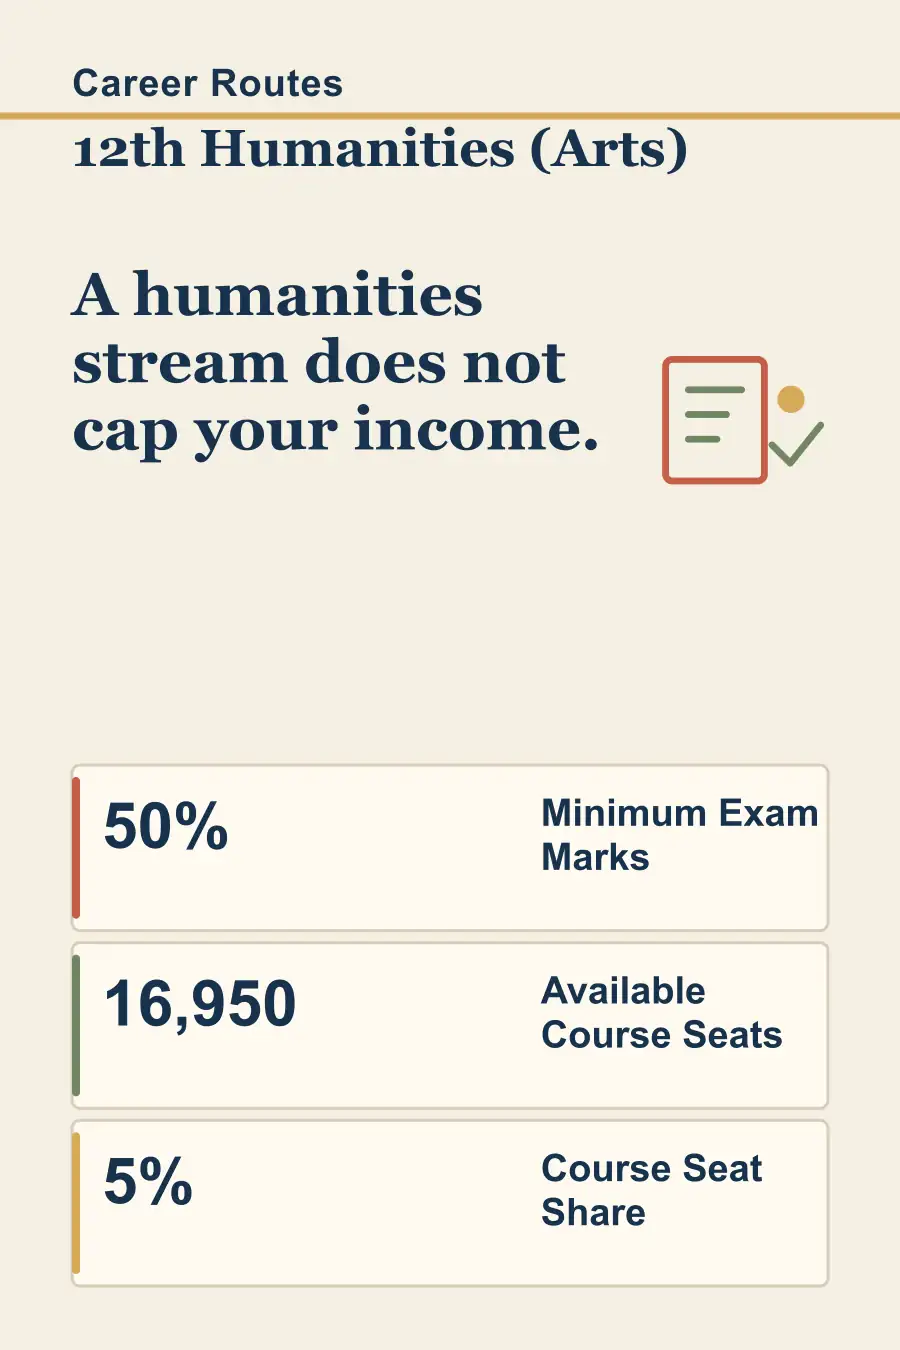 Career Routes
12th Humanities (Arts)
A humanities
stream does not
cap your income.
50%
Minimum Exam
Marks
16,950
Available
Course Seats
5%
Course Seat
Share